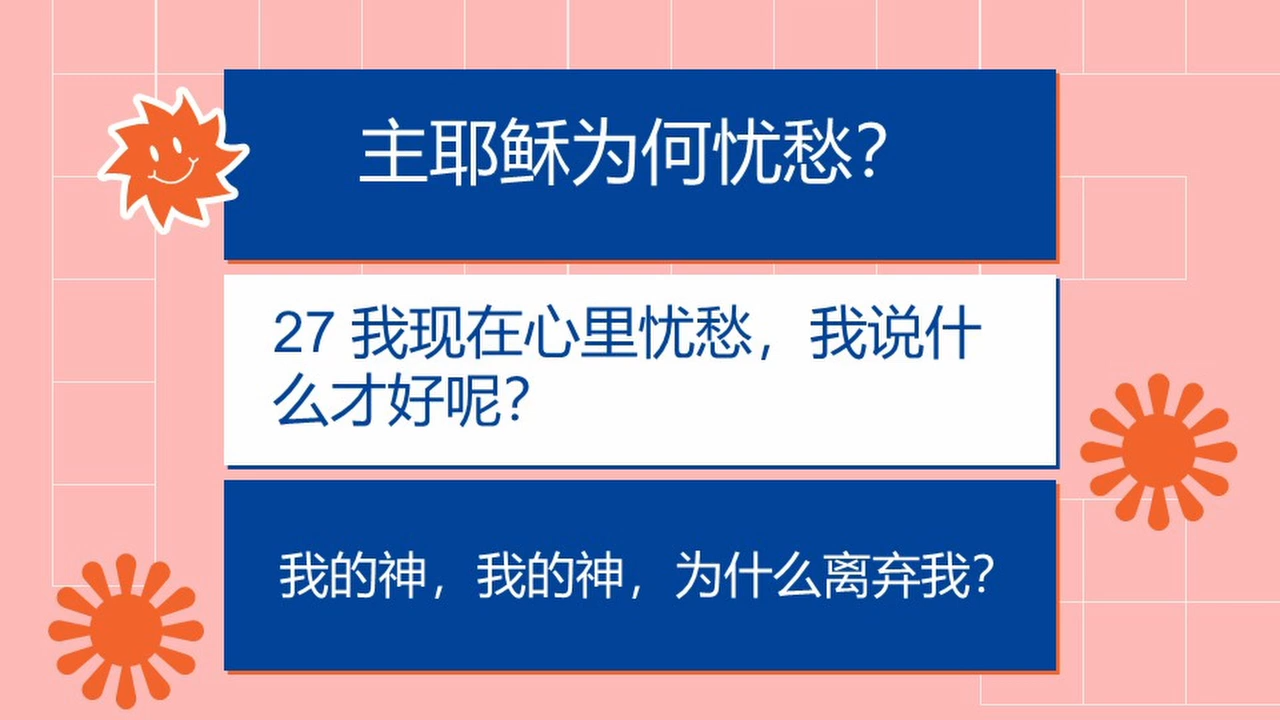 主耶稣为何忧愁？
27 我现在心里忧愁，我说什
么才好呢？
我的神，我的神，为什么离弃我？